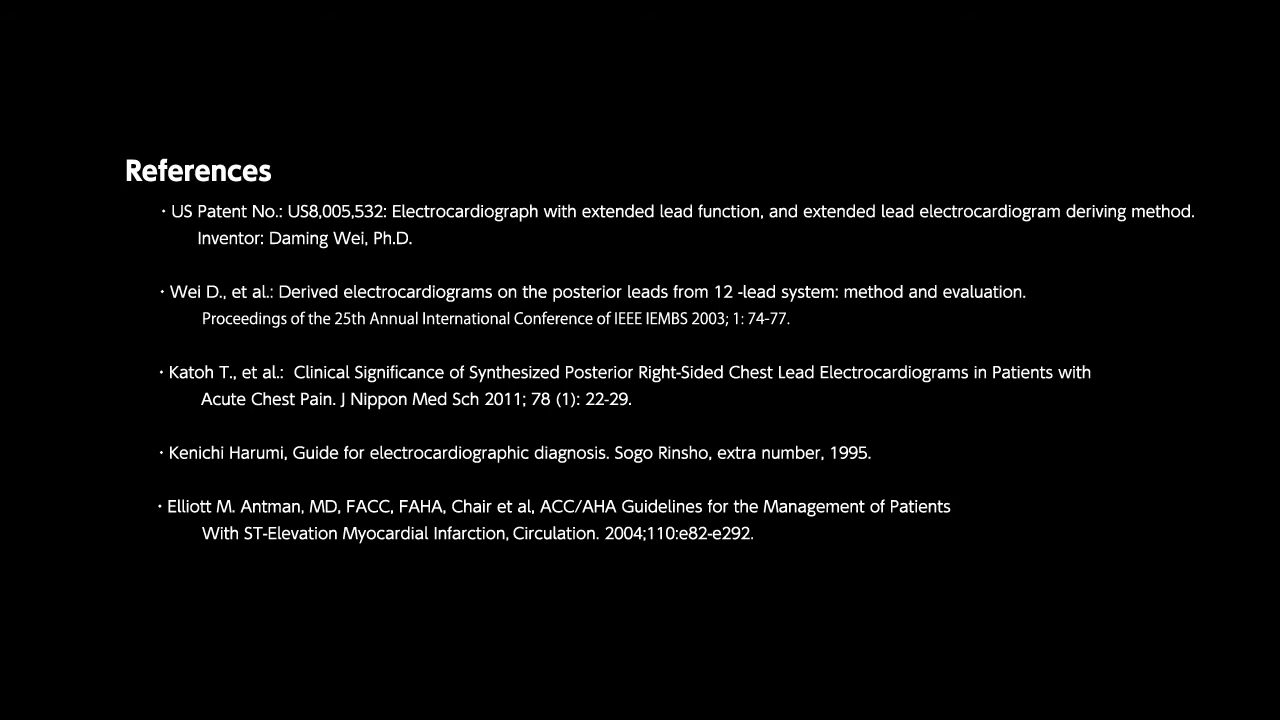 References
・US Patent No.: US8,005,532: Electrocardiograph with extended lead function, and extended lead electrocardiogram deriving method.
Inventor: Daming Wei, Ph.D.
・Wei D., et al.: Derived electrocardiograms on the posterior leads from 12 -lead system: method and evaluation.
Proceedings of the 25th Annual International Conference of IEEE IEMBS 2003; 1: 74-77.
・Katoh T., et al.:  Clinical Significance of Synthesized Posterior Right-Sided Chest Lead Electrocardiograms in Patients with
Acute Chest Pain. J Nippon Med Sch 2011; 78 (1): 22-29.
・Kenichi Harumi, Guide for electrocardiographic diagnosis. Sogo Rinsho, extra number, 1995.
・Elliott M. Antman, MD, FACC, FAHA, Chair et al, ACC/AHA Guidelines for the Management of Patients
With ST-Elevation Myocardial Infarction, Circulation. 2004;110:e82-e292.